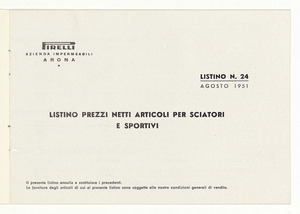 PIRELLI
AZIENDA IMPERMEABILI
ARONA
LISTINO N. 24
AGOSTO 1951
LISTINO PREZZI NETTI ARTICOLI PER SCIATORI
E SPORTIVI
Il presente listino annulla e sostituisce i precedenti.
Le forniture degli articoli di cui al presente listino sono soggette alle nostre condizioni generali di vendita.